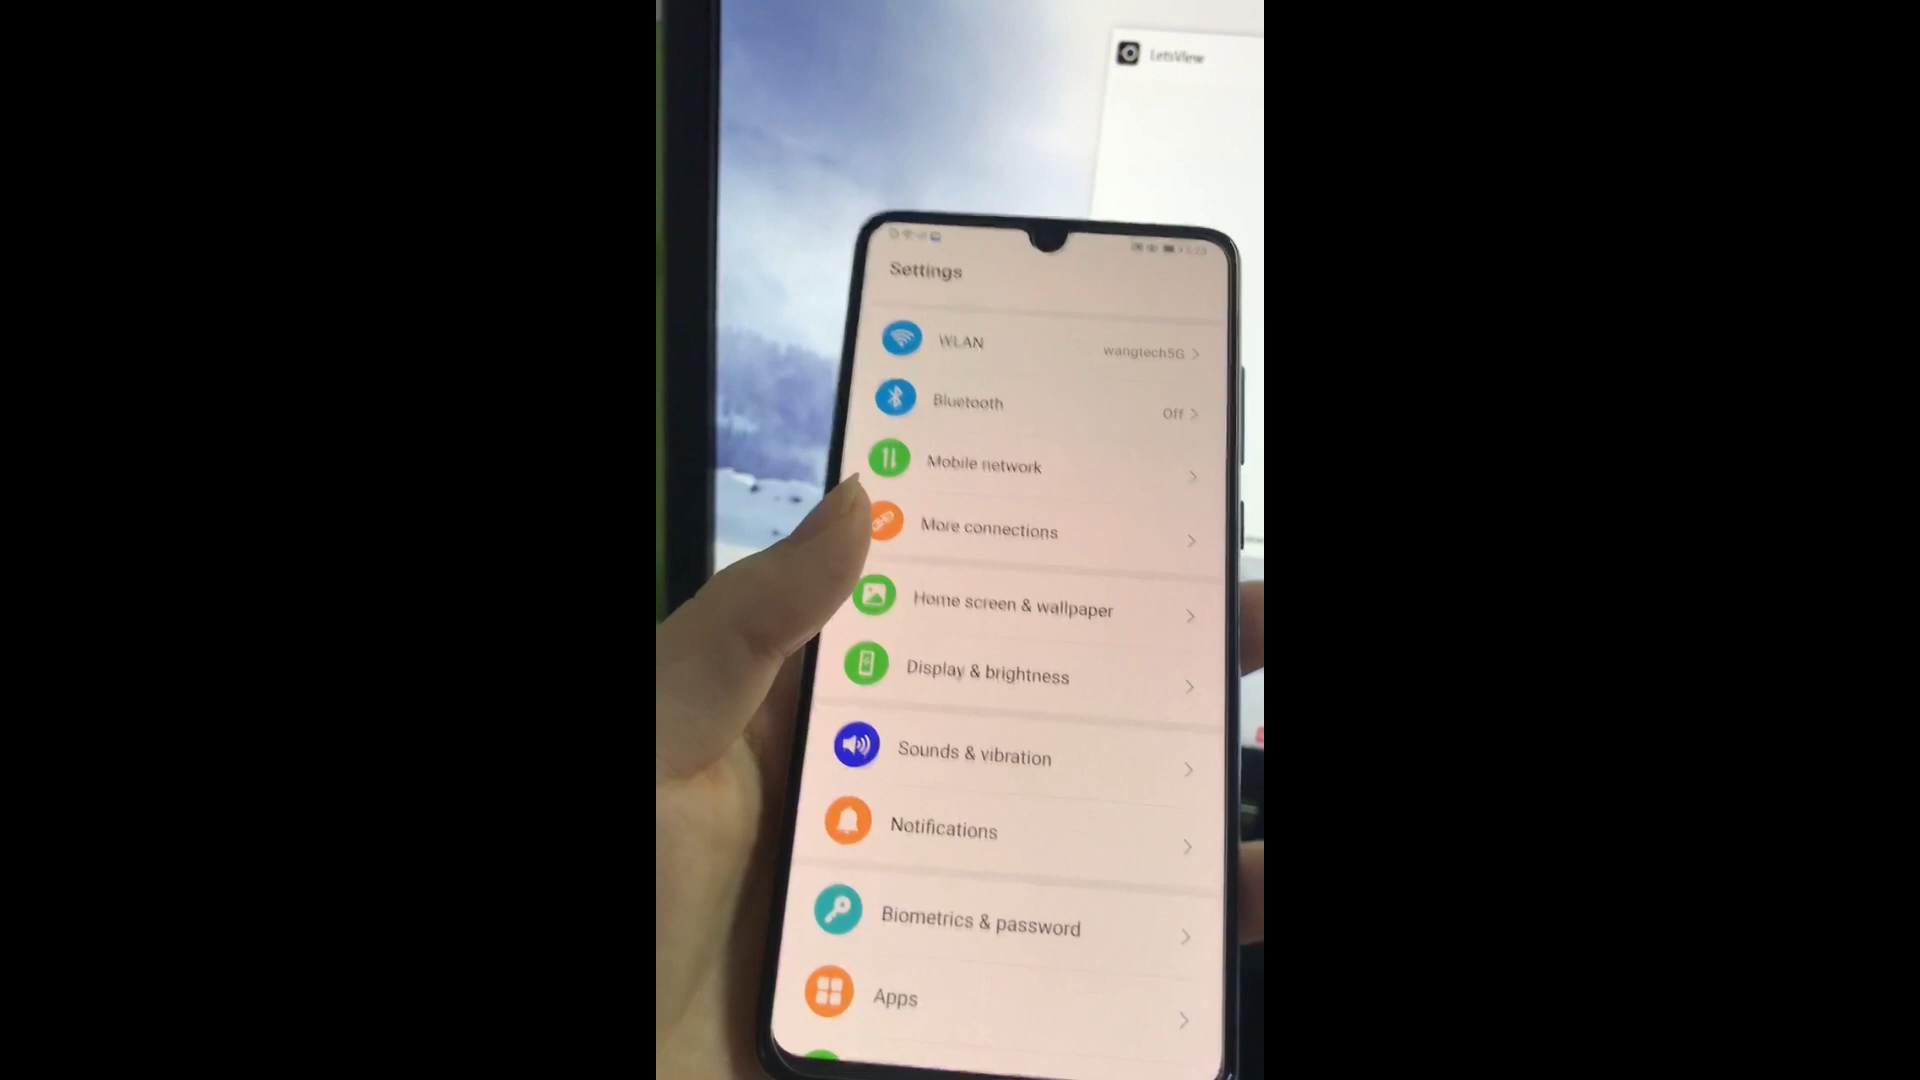 LetsView
Settings
WLAN
wangtech5G
Bluetooth
Off
Mobile network
More connections
Home screen & wallpaper
Display & brightness
Sounds & vibration
Notifications
Biometrics & password
Apps